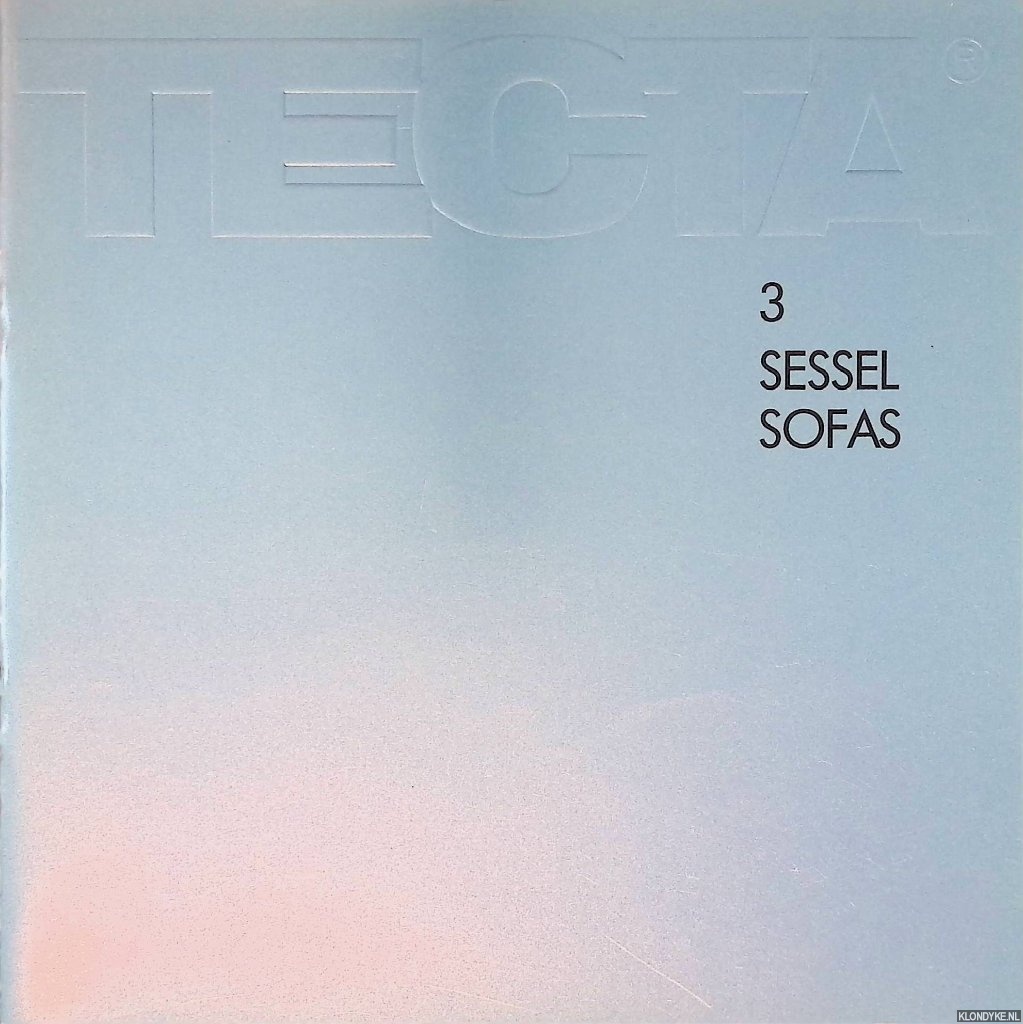 TECTA®
3
SESSEL
SOFAS
KLONDYKE.NL